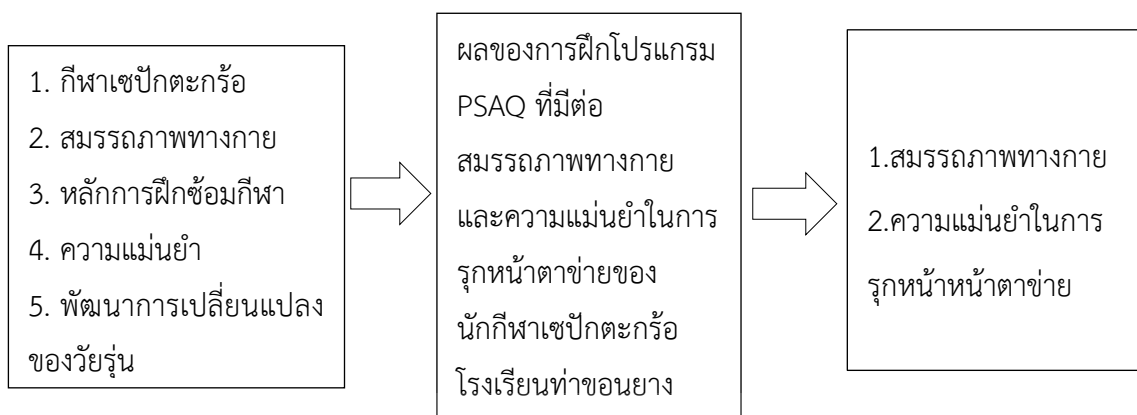 1. กีฬาเซปักตะกร้อ
2. สมรรถภาพทางกาย
3. หลักการฝึกซ้อมกีฬา
4. ความแม่นยำ
5. พัฒนาการเปลี่ยนแปลง
ของวัยรุ่น
ผลของการฝึกโปรแกรม
PSAQ ที่มีต่อ
สมรรถภาพทางกาย
และความแม่นยำในการ
รุกหน้าตาข่ายของ
นักกีฬาเซปักตะกร้อ
โรงเรียนท่าขอนยาง
1.สมรรถภาพทางกาย
2.ความแม่นยำในการ
รุกหน้าหน้าตาข่าย